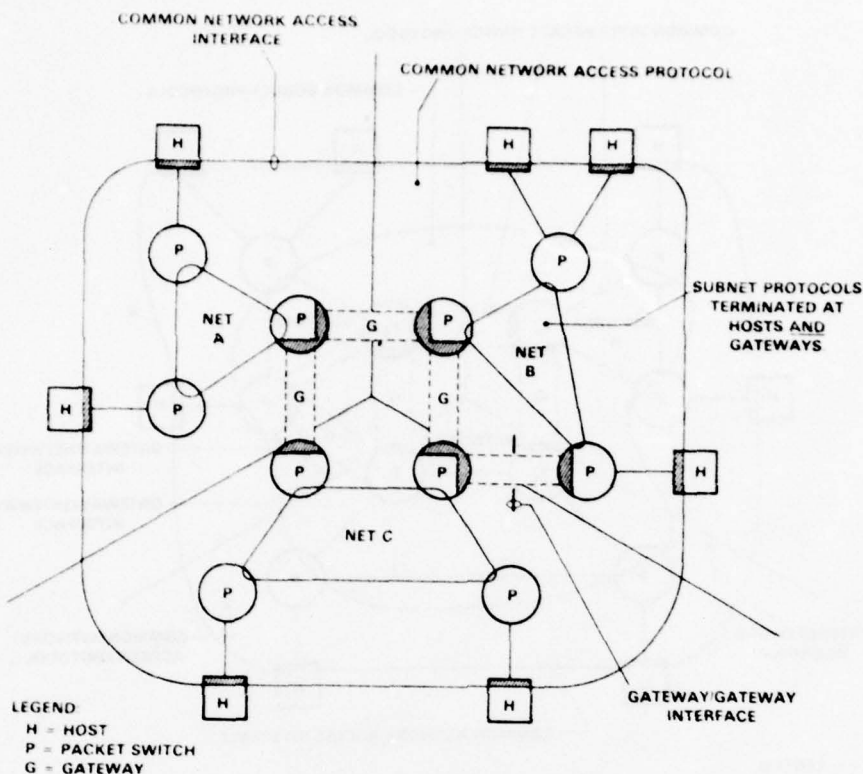 COMMON NETWORK ACCESS
INTERFACE
COMMON NETWORK ACCESS PROTOCOL
H
H
H
P
P
P
G
P
NET
A
NET
B
SUBNET PROTOCOLS
TERMINATED AT
HOSTS AND
GATEWAYS
H
P
G
G
P
P
P
H
NET C
P
P
H
H
GATEWAY/GATEWAY
INTERFACE
LEGEND:
H = HOST
P = PACKET SWITCH
G = GATEWAY